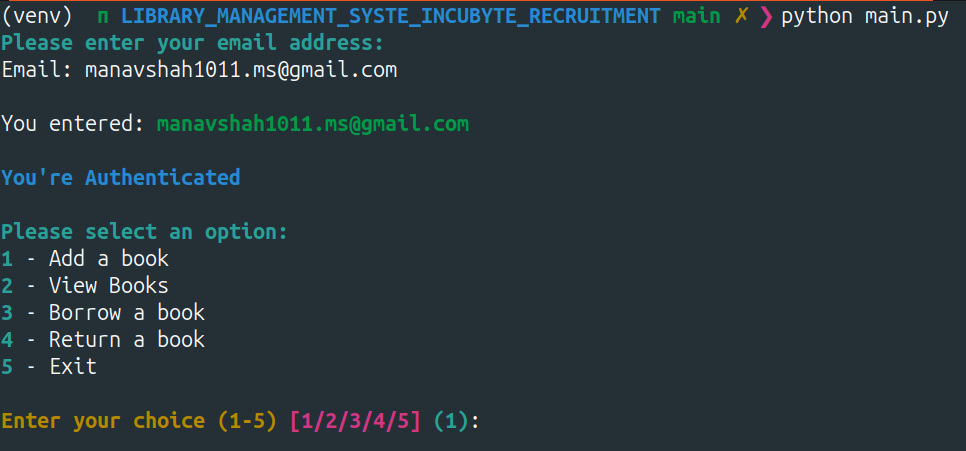 (venv) n LIBRARY_MANAGEMENT_SYSTE_INCUBYTE_RECRUITMENT main ✗ ❯ python main.py
Please enter your email address:
Email: manavshah1011.ms@gmail.com
You entered: manavshah1011.ms@gmail.com
You're Authenticated
Please select an option:
1 - Add a book
2 - View Books
3 - Borrow a book
4 - Return a book
5 - Exit
Enter your choice (1-5) [1/2/3/4/5] (1):